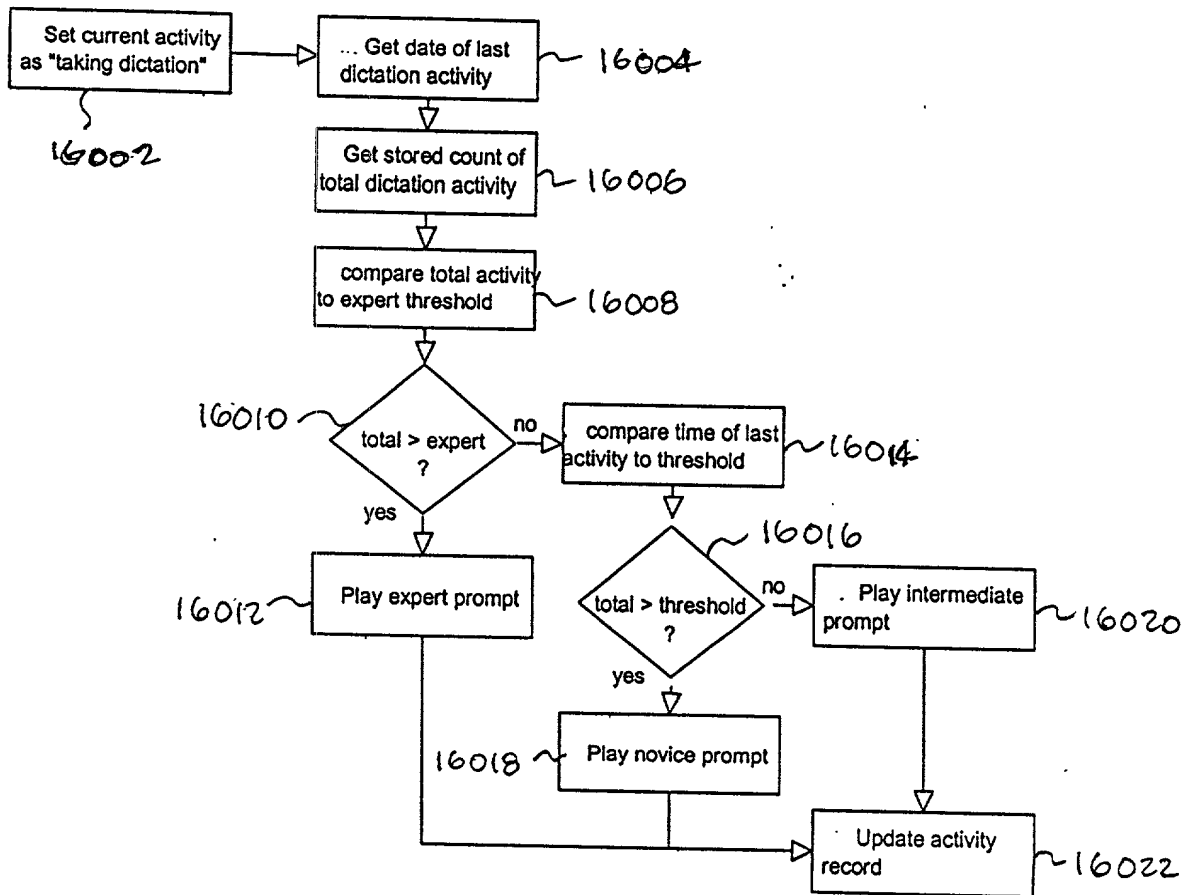 Set current activity
as "taking dictation"
16002
... Get date of last
dictation activity
16004
Get stored count of
total dictation activity
16006
compare total activity
to expert threshold
16008
16010
total > expert
?
no
yes
compare time of last
activity to threshold
16014
16016
total > threshold
?
no
yes
Play expert prompt
16012
. Play intermediate
prompt
16020
Play novice prompt
16018
Update activity
record
16022